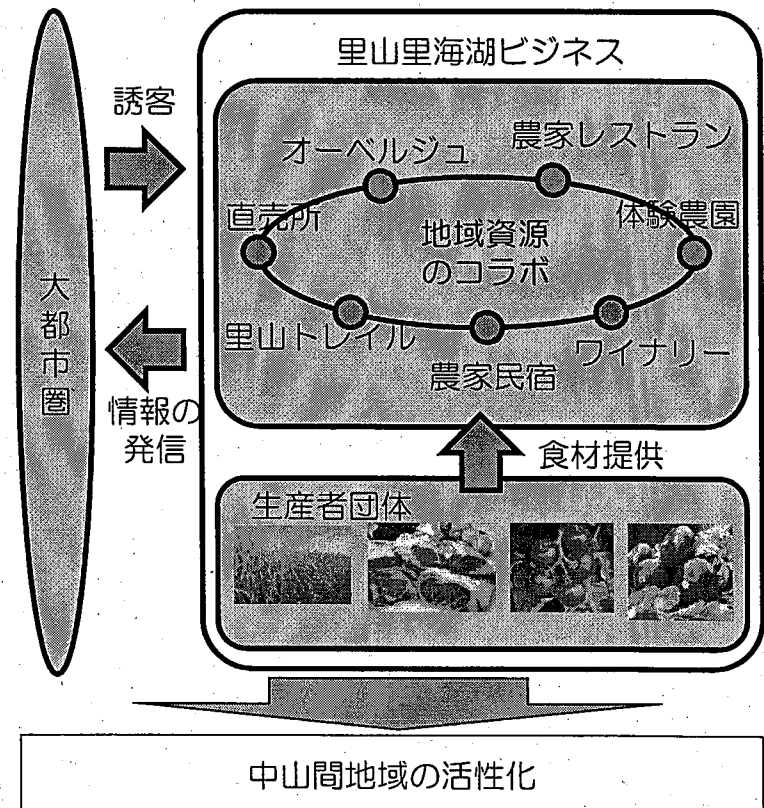 里山里海湖ビジネス
誘客
オーベルジュ
農家レストラン
直売所
体験農園
地域資源
のコラボ
大都市圏
里山トレイル
ワイナリー
農家民宿
情報の
発信
食材提供
生産者団体
中山間地域の活性化